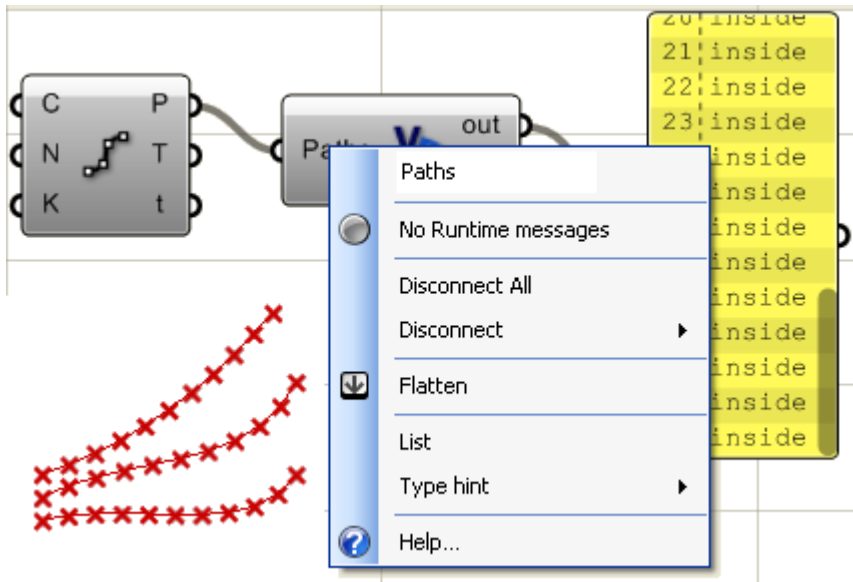 C P
N T
K t
Paths out
Paths
No Runtime messages
Disconnect All
Disconnect
Flatten
List
Type hint
Help...
20 inside
21 inside
22 inside
23 inside
inside
inside
inside
inside
inside
inside
inside
inside
inside